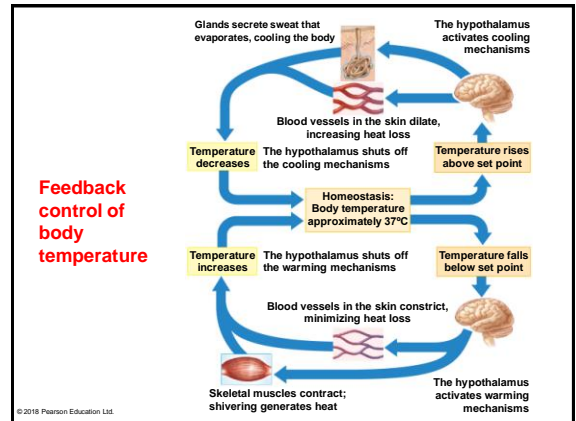 Glands secrete sweat that
evaporates, cooling the body
The hypothalamus
activates cooling
mechanisms
Blood vessels in the skin dilate,
increasing heat loss
Temperature
decreases
The hypothalamus shuts off
the cooling mechanisms
Temperature rises
above set point
Feedback
control of
body
temperature
Homeostasis:
Body temperature
approximately 37ºC
Temperature
increases
The hypothalamus shuts off
the warming mechanisms
Temperature falls
below set point
Blood vessels in the skin constrict,
minimizing heat loss
Skeletal muscles contract;
shivering generates heat
The hypothalamus
activates warming
mechanisms
© 2018 Pearson Education Ltd.